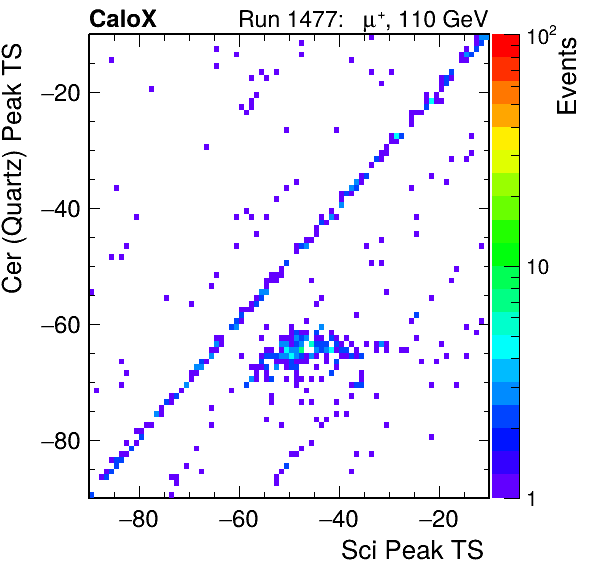 CaloX Run 1477: μ⁺, 110 GeV
Cer (Quartz) Peak TS
−20
−40
−60
−80
−80 −60 −40 −20
Sci Peak TS
10²
10
1
Events